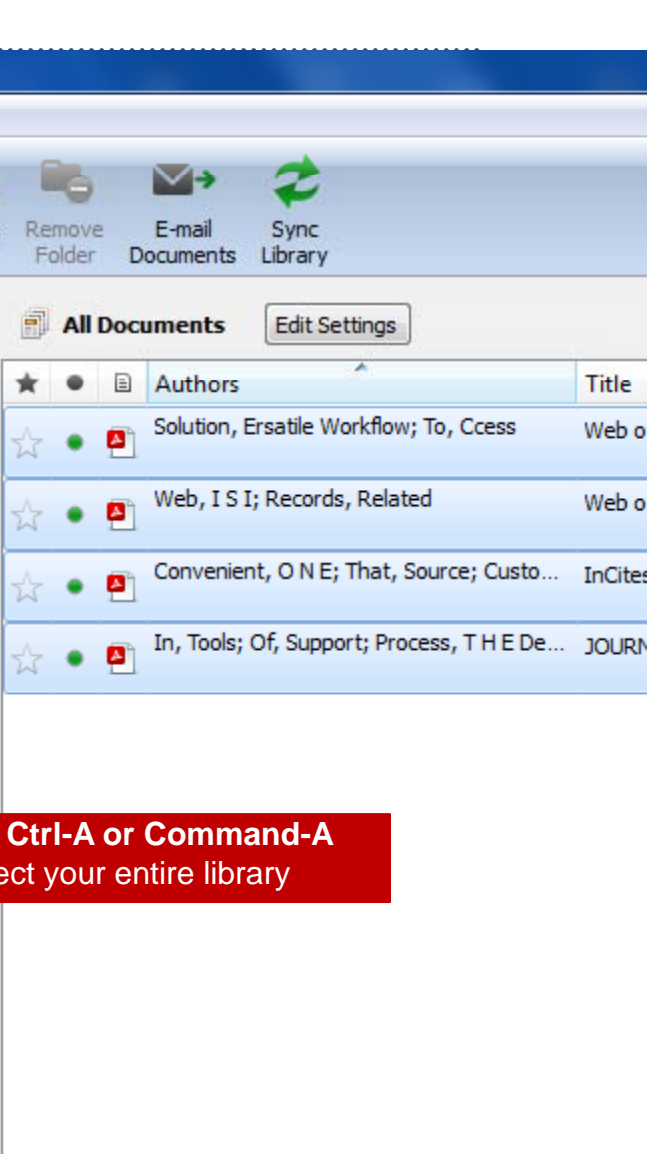 Remove E-mail Sync
Folder Documents Library
All Documents Edit Settings
Authors Title
Solution, Ersatile Workflow; To, Ccess Web o
Web, I S I; Records, Related Web o
Convenient, O N E; That, Source; Custo... InCites
In, Tools; Of, Support; Process, T H E De... JOURN
Ctrl-A or Command-A
ect your entire library